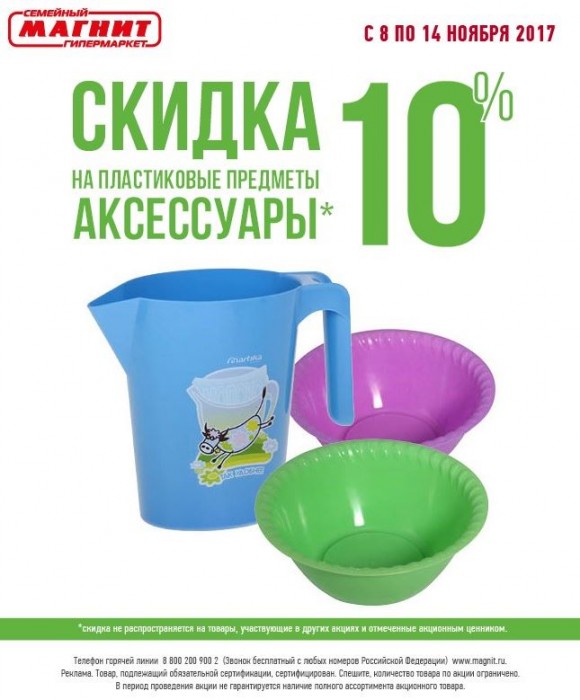 СЕМЕЙНЫЙ
МАГНИТ
ГИПЕРМАРКЕТ
С 8 ПО 14 НОЯБРЯ 2017
СКИДКА 10%
НА ПЛАСТИКОВЫЕ ПРЕДМЕТЫ
АКСЕССУАРЫ*
*скидка не распространяется на товары, участвующие в других акциях и отмеченные акционным ценником.
Телефон горячей линии 8 800 200 900 2 (Звонок бесплатный с любых номеров Российской Федерации) www.magnit.ru.
Реклама. Товар, подлежащий обязательной сертификации, сертифицирован. Спешите, количество товара по акции ограничено.
В период проведения акции не гарантируется наличие полного ассортимента акционного товара.